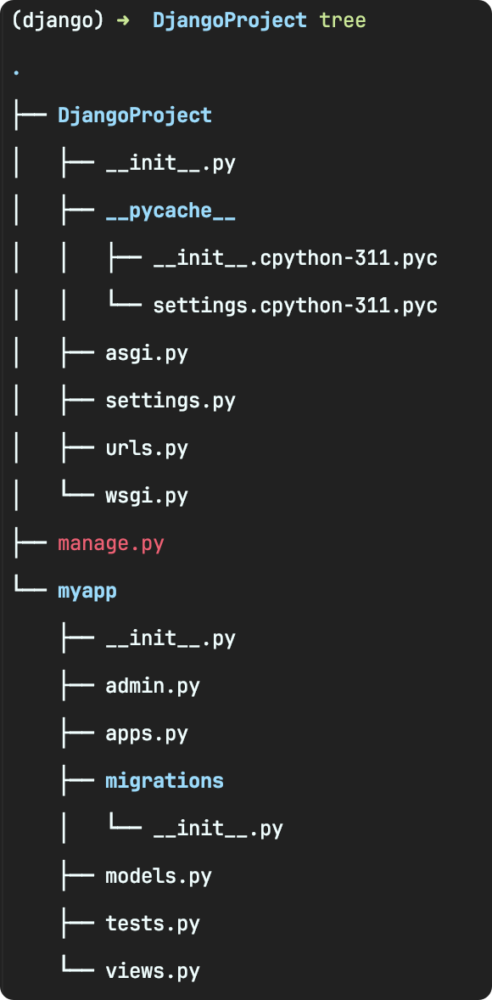 (django) ➜  DjangoProject tree
.
├── DjangoProject
│   ├── __init__.py
│   ├── __pycache__
│   │   ├── __init__.cpython-311.pyc
│   │   └── settings.cpython-311.pyc
│   ├── asgi.py
│   ├── settings.py
│   ├── urls.py
│   └── wsgi.py
├── manage.py
└── myapp
    ├── __init__.py
    ├── admin.py
    ├── apps.py
    ├── migrations
    │   └── __init__.py
    ├── models.py
    ├── tests.py
    └── views.py